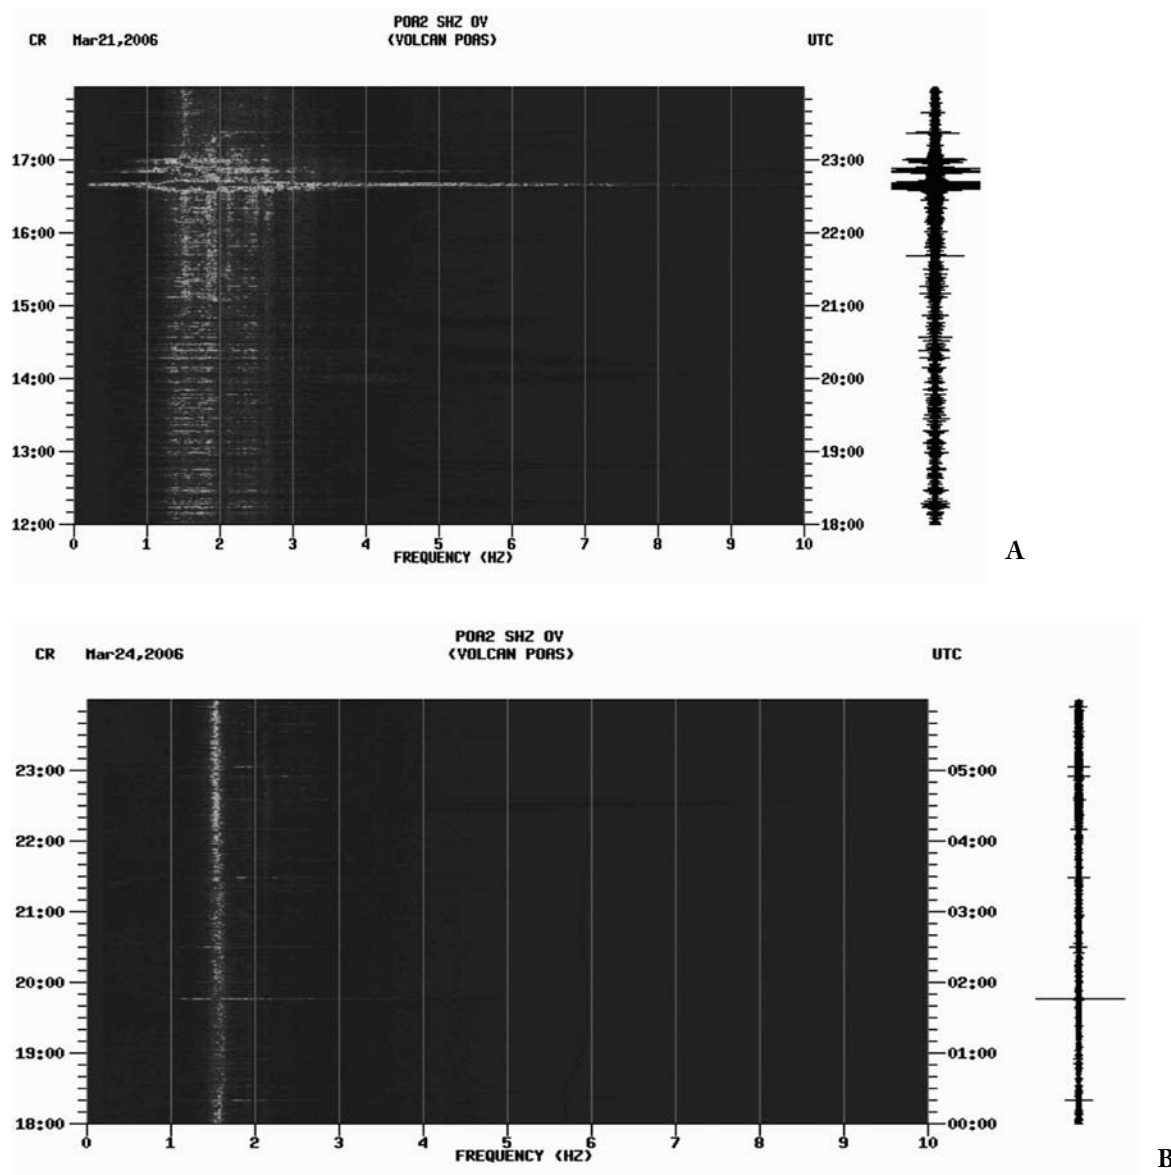 POA2 SHZ OV
CR Mar21,2006 (VOLCAN POAS) UTC
17:00 23:00
16:00 22:00
15:00 21:00
14:00 20:00
13:00 19:00
12:00 18:00
0 1 2 3 4 5 6 7 8 9 10
FREQUENCY (HZ)
A
POA2 SHZ OV
CR Mar24,2006 (VOLCAN POAS) UTC
23:00 05:00
22:00 04:00
21:00 03:00
20:00 02:00
19:00 01:00
18:00 00:00
0 1 2 3 4 5 6 7 8 9 10
FREQUENCY (HZ)
B